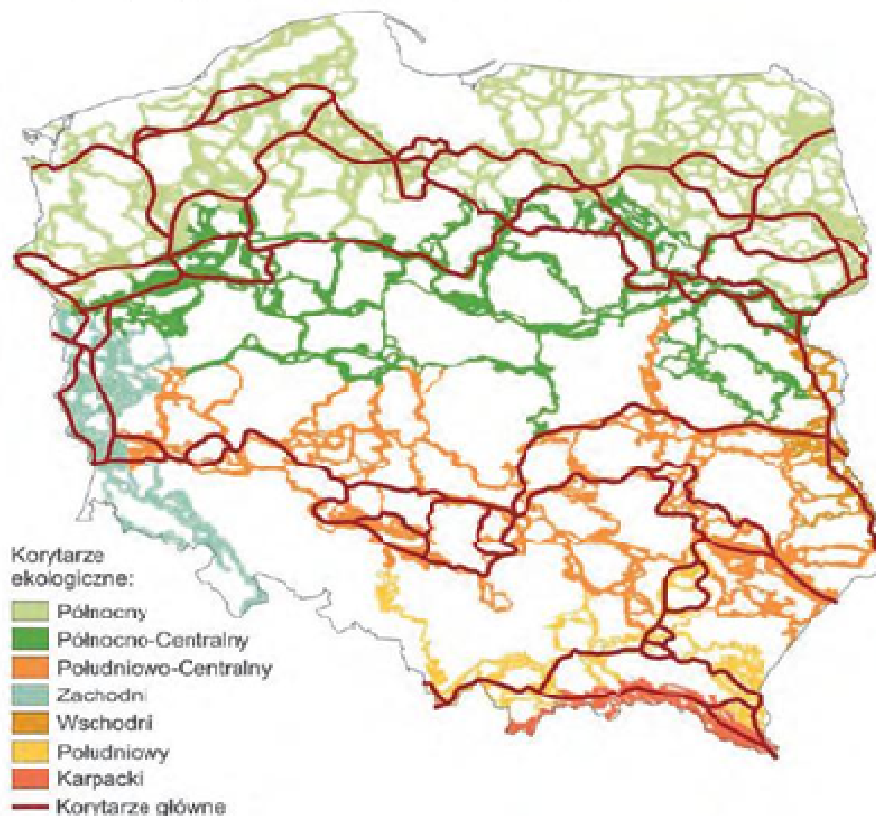 Korytarze
ekologiczne:
Północny
Północno-Centralny
Południowo-Centralny
Zachodni
Wschodni
Południowy
Karpacki
Korytarze główne